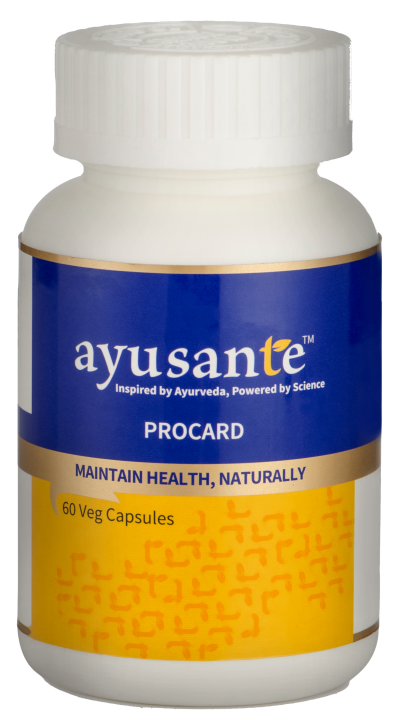 ayusante™
Inspired by Ayurveda, Powered by Science
PROCARD
MAINTAIN HEALTH, NATURALLY
60 Veg Capsules